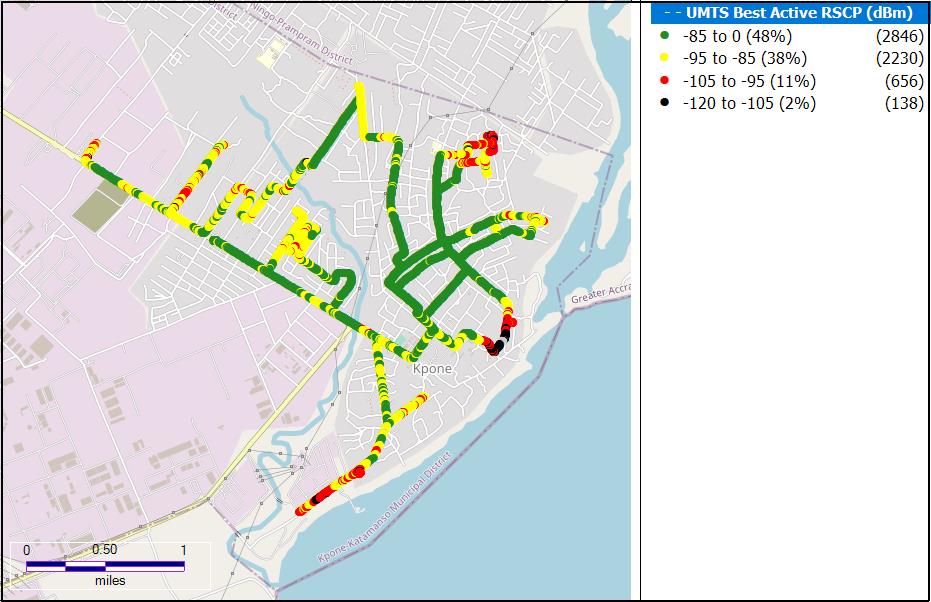 District
Ningo-Prampram District
- - UMTS Best Active RSCP (dBm)
-85 to 0 (48%) (2846)
-95 to -85 (38%) (2230)
-105 to -95 (11%) (656)
-120 to -105 (2%) (138)
Greater Accra
Kpone
Kpone-Katamanso Municipal District
0 0.50 1
miles